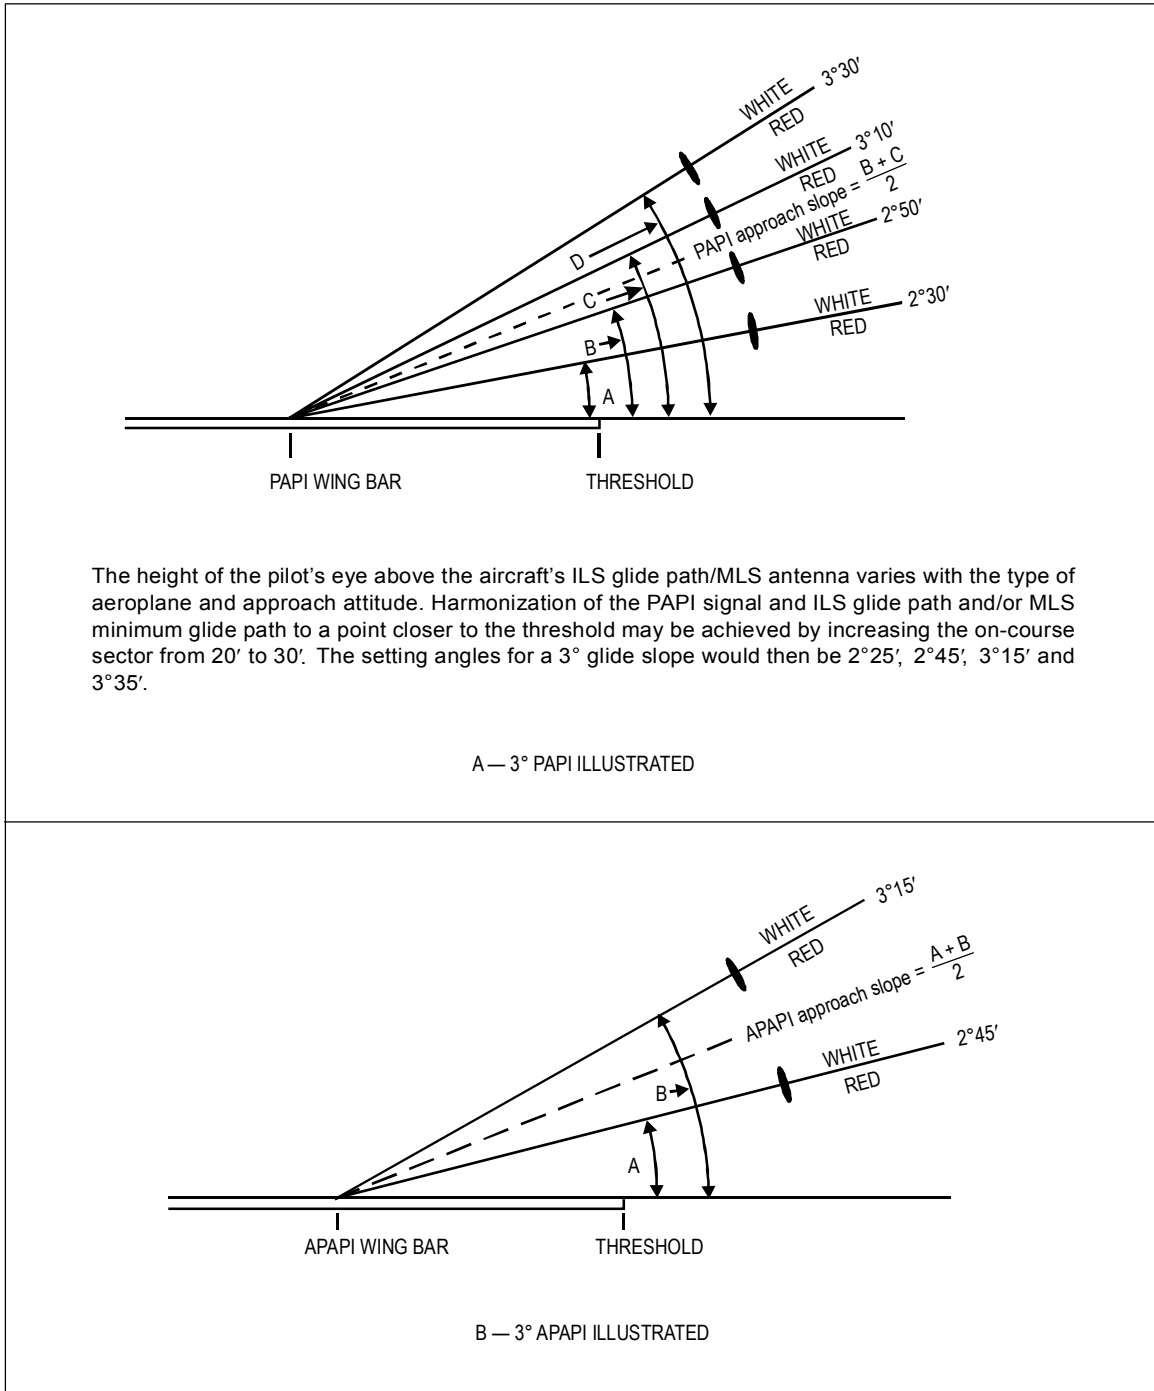 WHITE
RED
3°30′
WHITE
RED
3°10′
PAPI approach slope = B + C
2
WHITE
RED
2°50′
WHITE
RED
2°30′
D
C
B
A
PAPI WING BAR
THRESHOLD
The height of the pilot’s eye above the aircraft’s ILS glide path/MLS antenna varies with the type of
aeroplane and approach attitude. Harmonization of the PAPI signal and ILS glide path and/or MLS
minimum glide path to a point closer to the threshold may be achieved by increasing the on-course
sector from 20′ to 30′. The setting angles for a 3° glide slope would then be 2°25′, 2°45′, 3°15′ and
3°35′.
A — 3° PAPI ILLUSTRATED
WHITE
RED
3°15′
APAPI approach slope = A + B
2
WHITE
RED
2°45′
B
A
APAPI WING BAR
THRESHOLD
B — 3° APAPI ILLUSTRATED